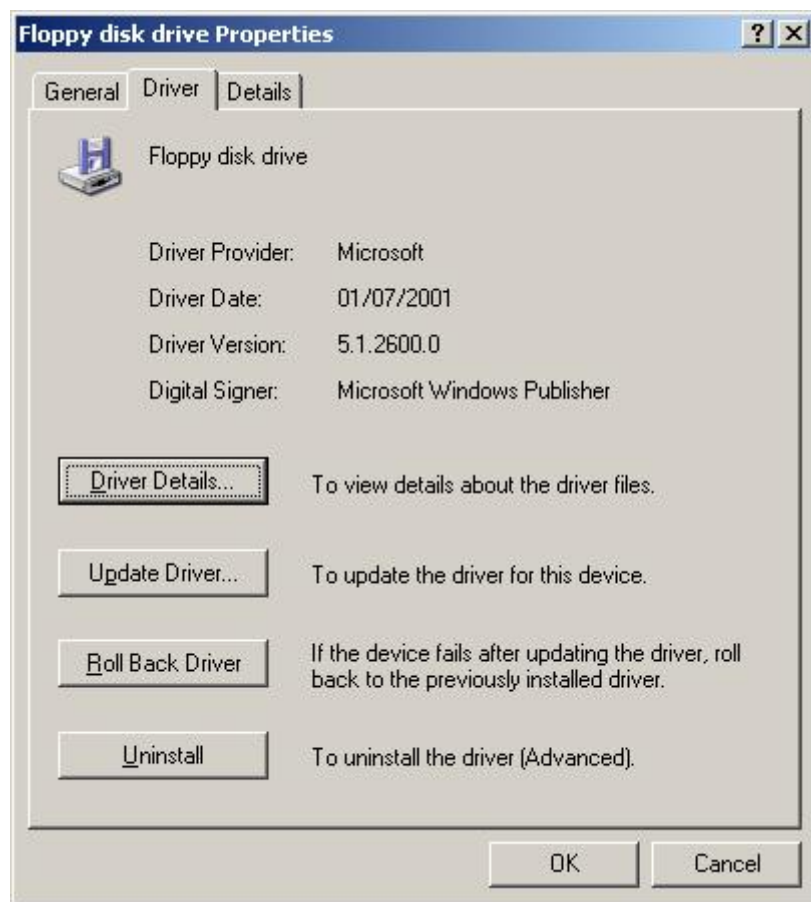 Floppy disk drive Properties
General Driver Details
Floppy disk drive
Driver Provider: Microsoft
Driver Date: 01/07/2001
Driver Version: 5.1.2600.0
Digital Signer: Microsoft Windows Publisher
Driver Details... To view details about the driver files.
Update Driver... To update the driver for this device.
Roll Back Driver If the device fails after updating the driver, roll
back to the previously installed driver.
Uninstall To uninstall the driver (Advanced).
OK Cancel